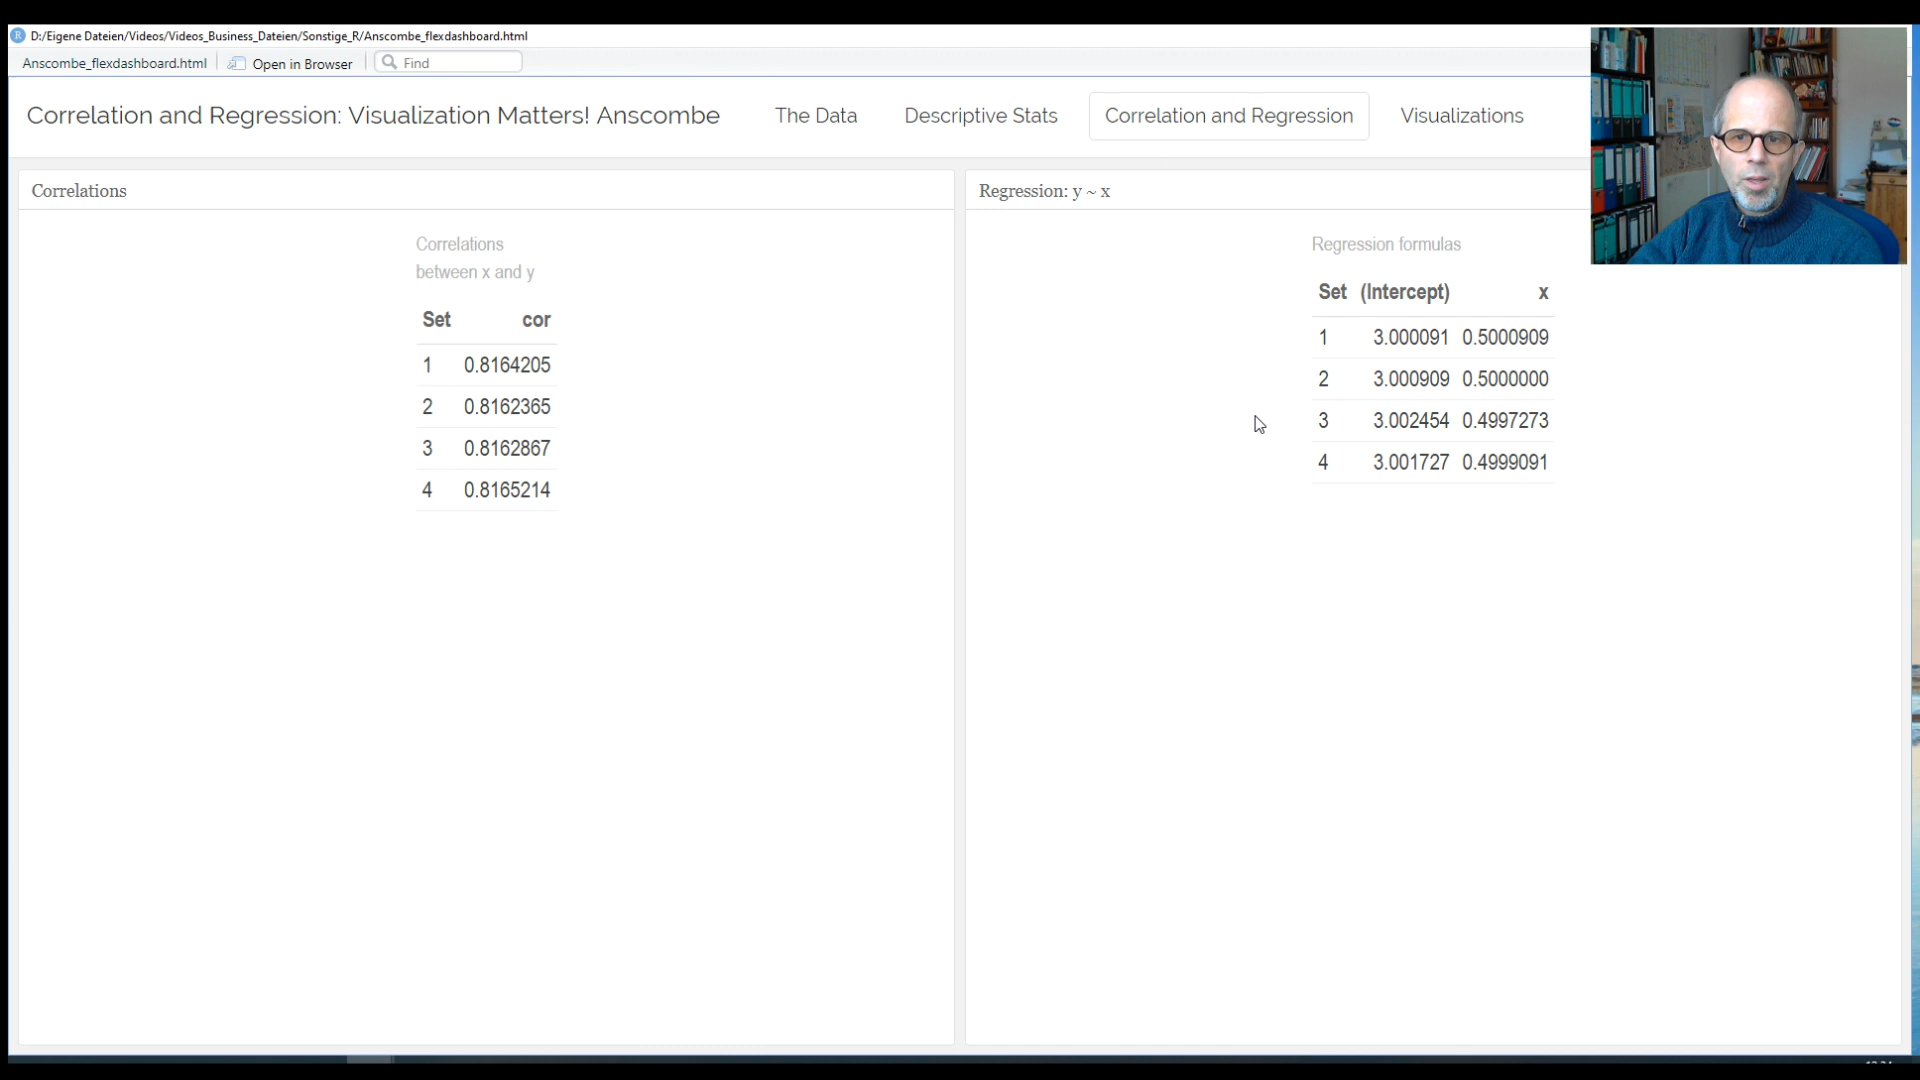 D:/Eigene Dateien/Videos/Videos_Business_Dateien/Sonstige_R/Anscombe_flexdashboard.html
Anscombe_flexdashboard.html Open in Browser Find
Correlation and Regression: Visualization Matters! Anscombe The Data Descriptive Stats Correlation and Regression Visualizations
Correlations
Correlations
between x and y
Set cor
1 0.8164205
2 0.8162365
3 0.8162867
4 0.8165214
Regression: y ~ x
Regression formulas
Set (Intercept) x
1 3.000091 0.5000909
2 3.000909 0.5000000
3 3.002454 0.4997273
4 3.001727 0.4999091